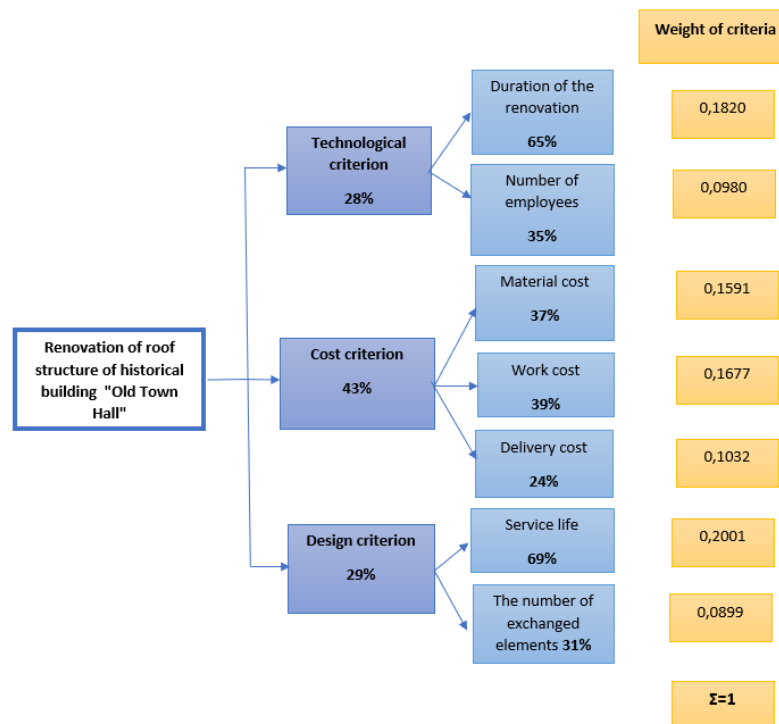 Weight of criteria
Duration of the
renovation
65%
0,1820
Technological
criterion
28%
Number of
employees
35%
0,0980
Material cost
37%
0,1591
Renovation of roof
structure of historical
building "Old Town
Hall"
Cost criterion
43%
Work cost
39%
0,1677
Delivery cost
24%
0,1032
Design criterion
29%
Service life
69%
0,2001
The number of
exchanged
elements 31%
0,0899
Σ=1